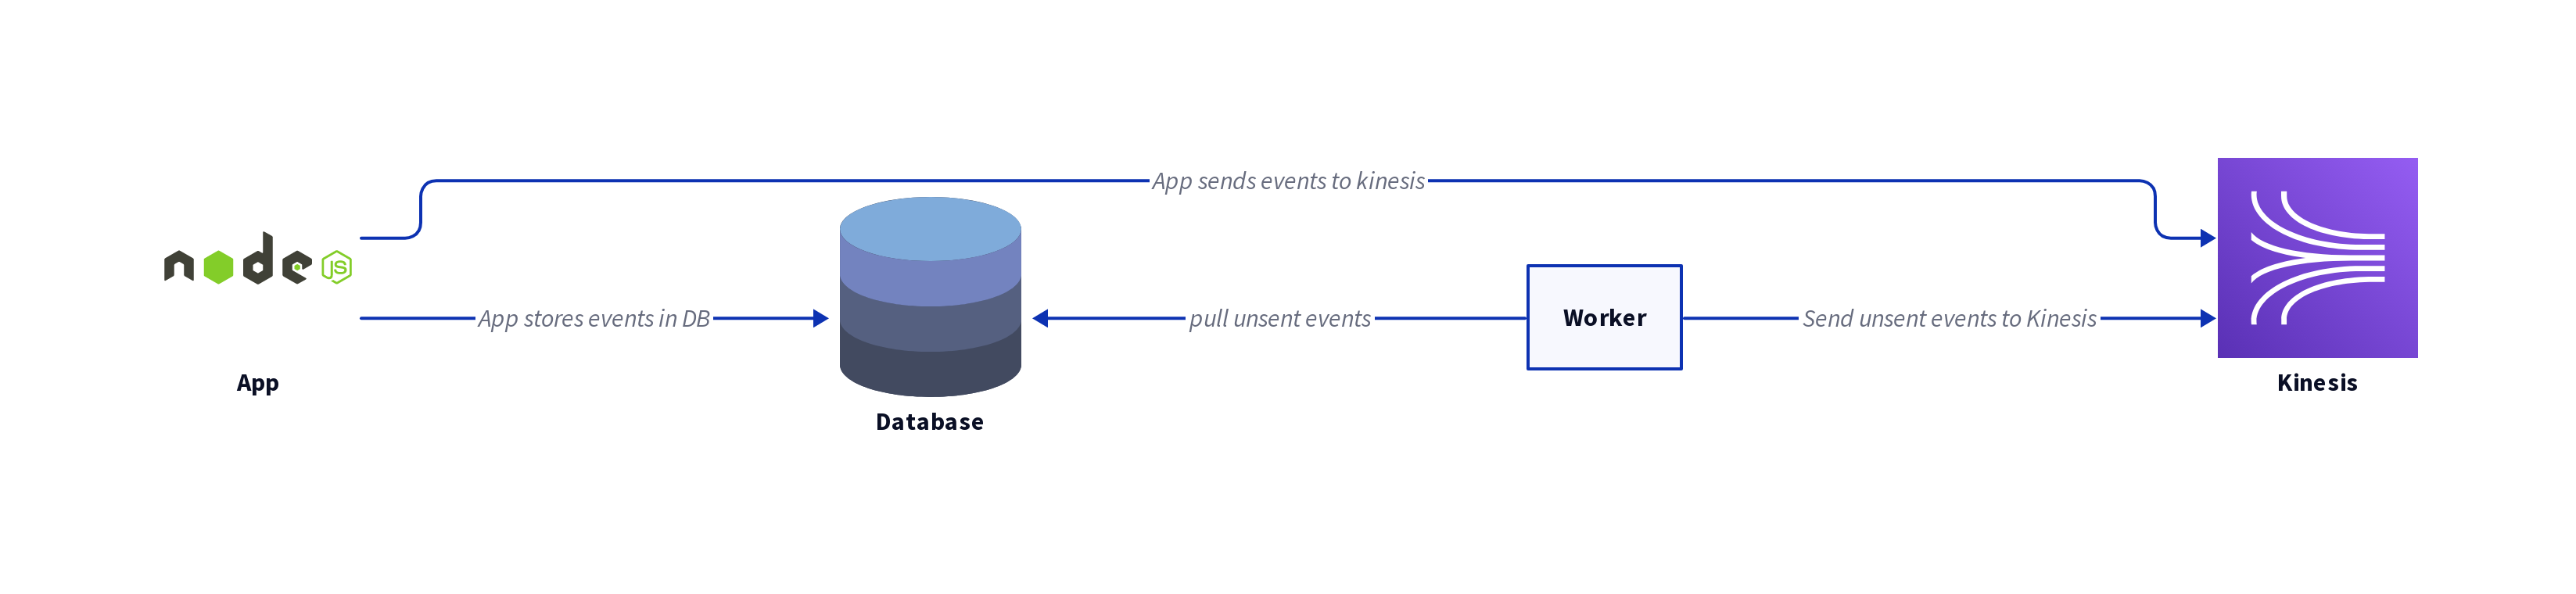 App sends events to kinesis
node
JS
App stores events in DB
pull unsent events
Worker
Send unsent events to Kinesis
App
Kinesis
Database